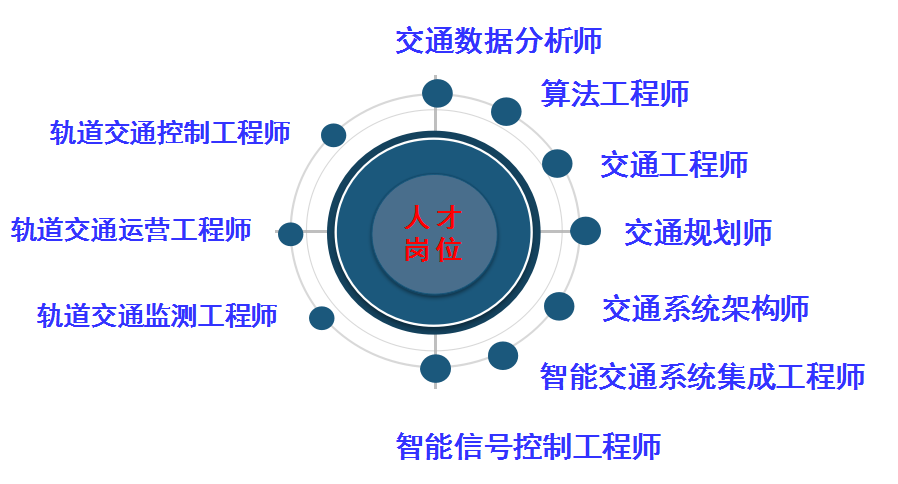 交通数据分析师
算法工程师
轨道交通控制工程师
交通工程师
人才
岗位
轨道交通运营工程师
交通规划师
轨道交通监测工程师
交通系统架构师
智能交通系统集成工程师
智能信号控制工程师